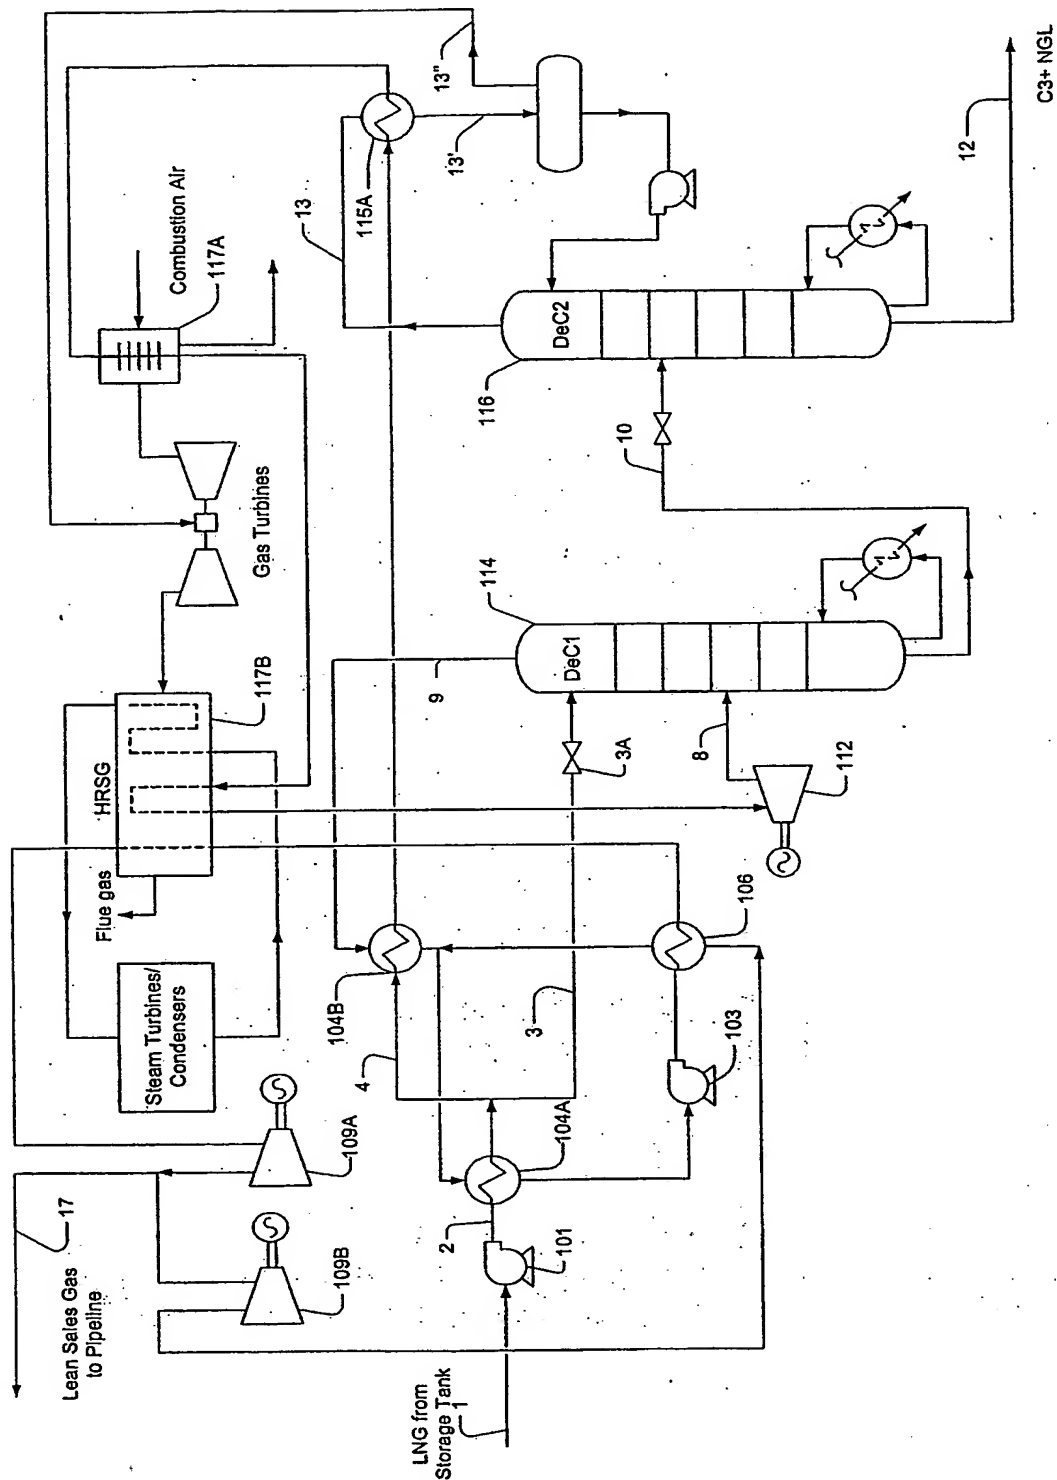 13"
13
115A
13'
Combustion Air
117A
12
C3+ NGL
DeC2
116
10
Gas Turbines
114
DeC1
9
3A
8
112
117B
HRSG
Flue gas
Steam Turbines/
Condensers
104B
4
3
106
103
109A
104A
17
109B
2
101
Lean Sales Gas
to Pipeline
LNG from
Storage Tank
1